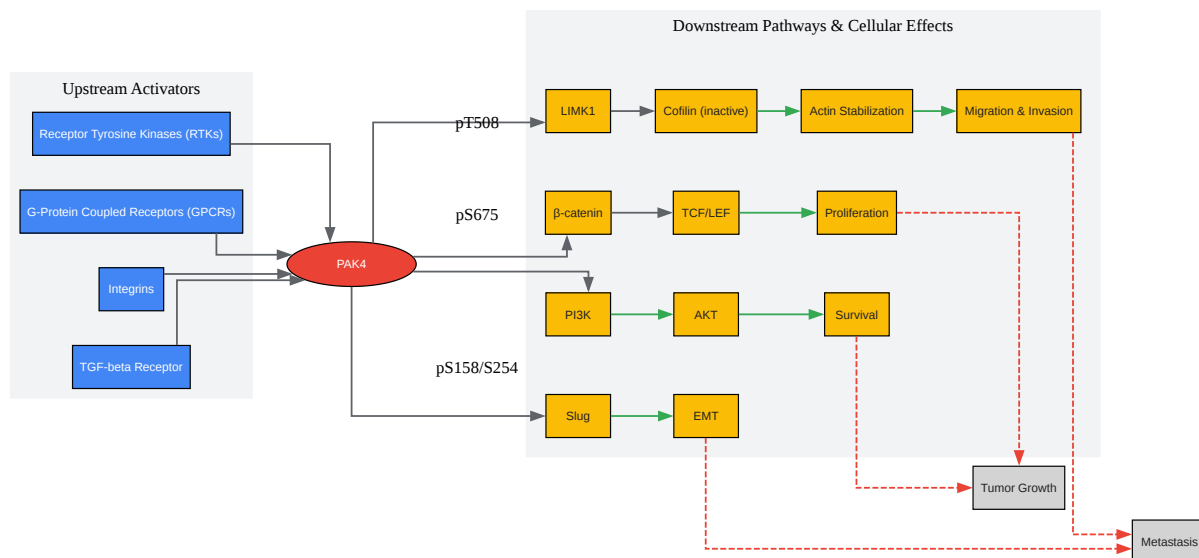 Downstream Pathways & Cellular Effects
Upstream Activators
Receptor Tyrosine Kinases (RTKs)
G-Protein Coupled Receptors (GPCRs)
Integrins
TGF-beta Receptor
PAK4
pT508
pS675
pS158/S254
LIMK1
Cofilin (inactive)
Actin Stabilization
Migration & Invasion
β-catenin
TCF/LEF
Proliferation
PI3K
AKT
Survival
Slug
EMT
Tumor Growth
Metastasis